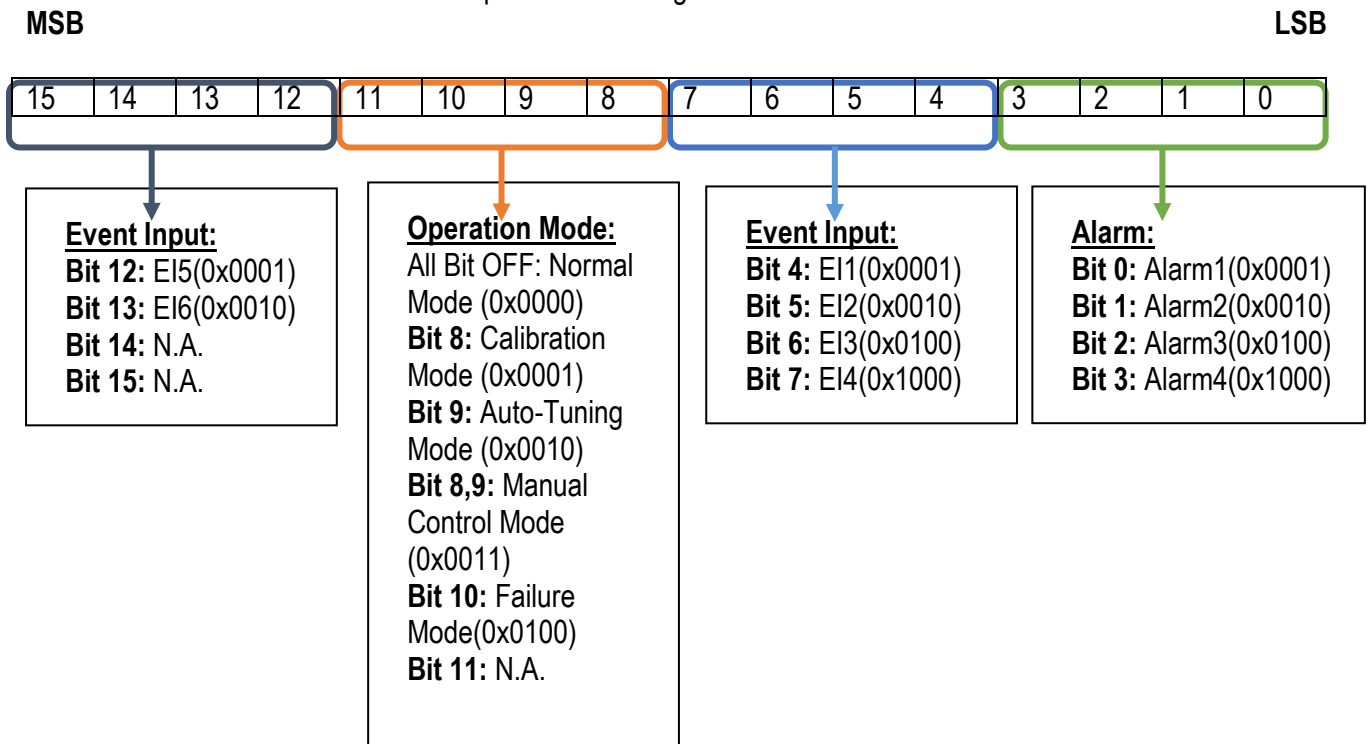 MSB LSB
15 14 13 12 11 10 9 8 7 6 5 4 3 2 1 0
Event Input:
Bit 12: EI5(0x0001)
Bit 13: EI6(0x0010)
Bit 14: N.A.
Bit 15: N.A.
Operation Mode:
All Bit OFF: Normal
Mode (0x0000)
Bit 8: Calibration
Mode (0x0001)
Bit 9: Auto-Tuning
Mode (0x0010)
Bit 8,9: Manual
Control Mode
(0x0011)
Bit 10: Failure
Mode(0x0100)
Bit 11: N.A.
Event Input:
Bit 4: EI1(0x0001)
Bit 5: EI2(0x0010)
Bit 6: EI3(0x0100)
Bit 7: EI4(0x1000)
Alarm:
Bit 0: Alarm1(0x0001)
Bit 1: Alarm2(0x0010)
Bit 2: Alarm3(0x0100)
Bit 3: Alarm4(0x1000)